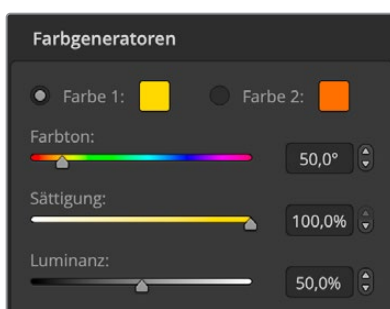 Farbgeneratoren
Farbe 1: Farbe 2:
Farbton:
50,0°
Sättigung:
100,0%
Luminanz:
50,0%